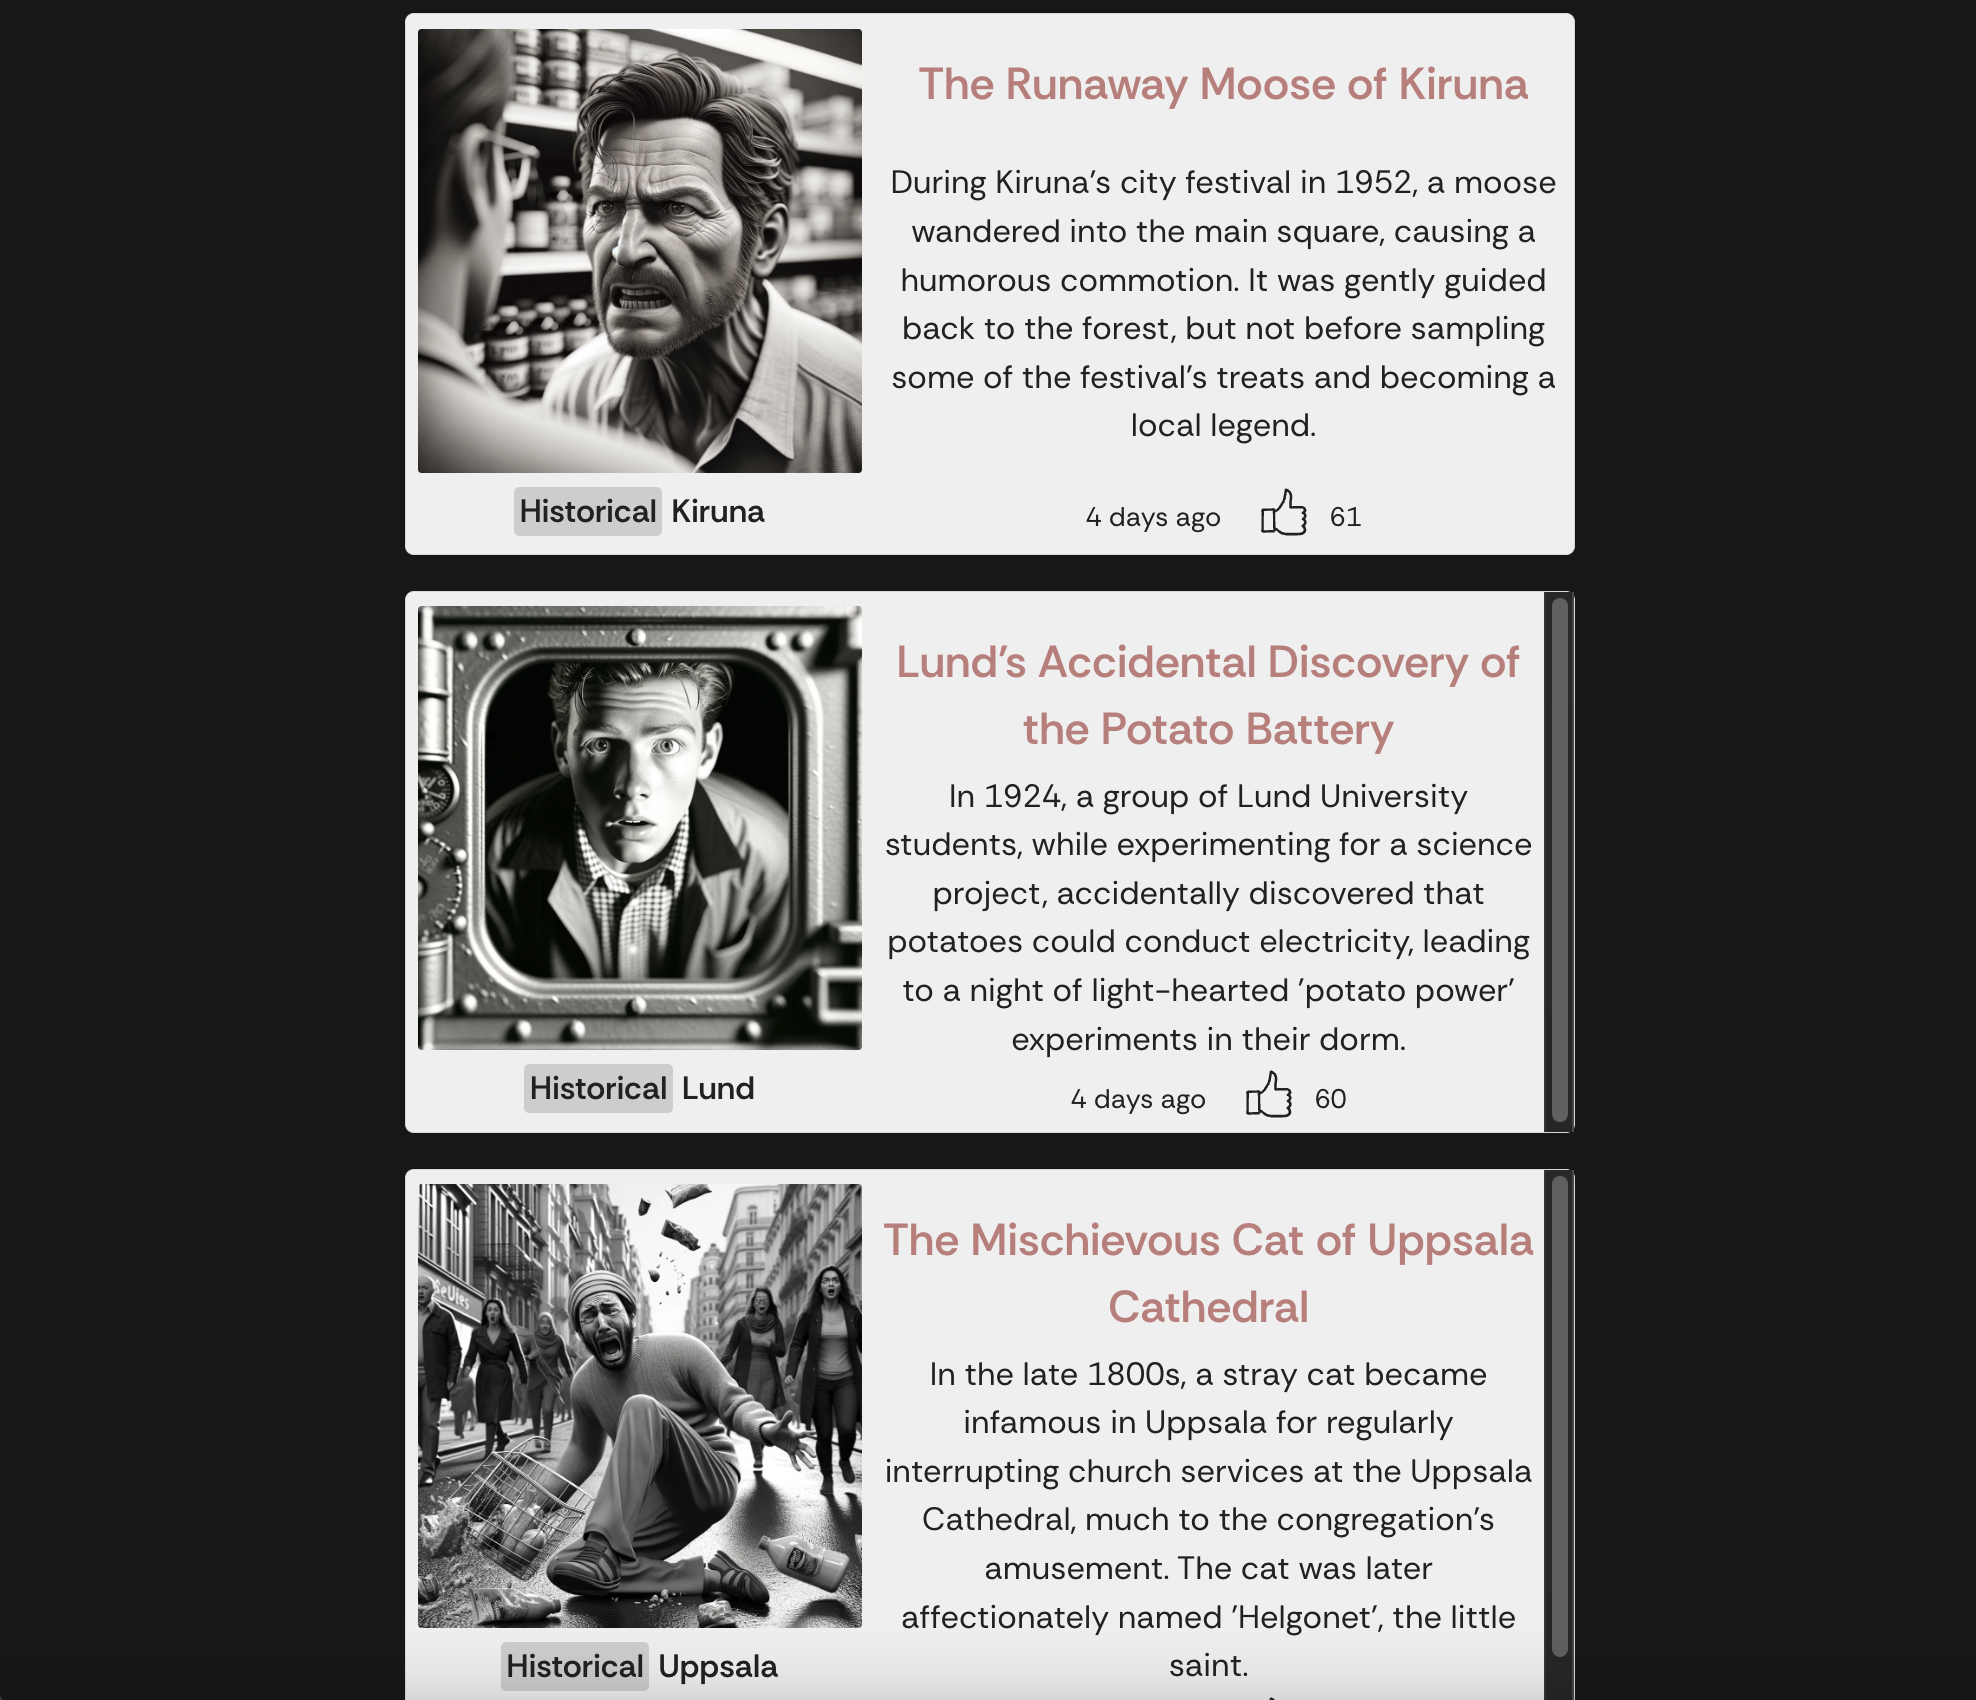 The Runaway Moose of Kiruna
During Kiruna's city festival in 1952, a moose
wandered into the main square, causing a
humorous commotion. It was gently guided
back to the forest, but not before sampling
some of the festival's treats and becoming a
local legend.
Historical Kiruna
4 days ago 61
Lund's Accidental Discovery of
the Potato Battery
In 1924, a group of Lund University
students, while experimenting for a science
project, accidentally discovered that
potatoes could conduct electricity, leading
to a night of light-hearted 'potato power'
experiments in their dorm.
Historical Lund
4 days ago 60
The Mischievous Cat of Uppsala
Cathedral
In the late 1800s, a stray cat became
infamous in Uppsala for regularly
interrupting church services at the Uppsala
Cathedral, much to the congregation's
amusement. The cat was later
affectionately named 'Helgonet', the little
saint.
Historical Uppsala